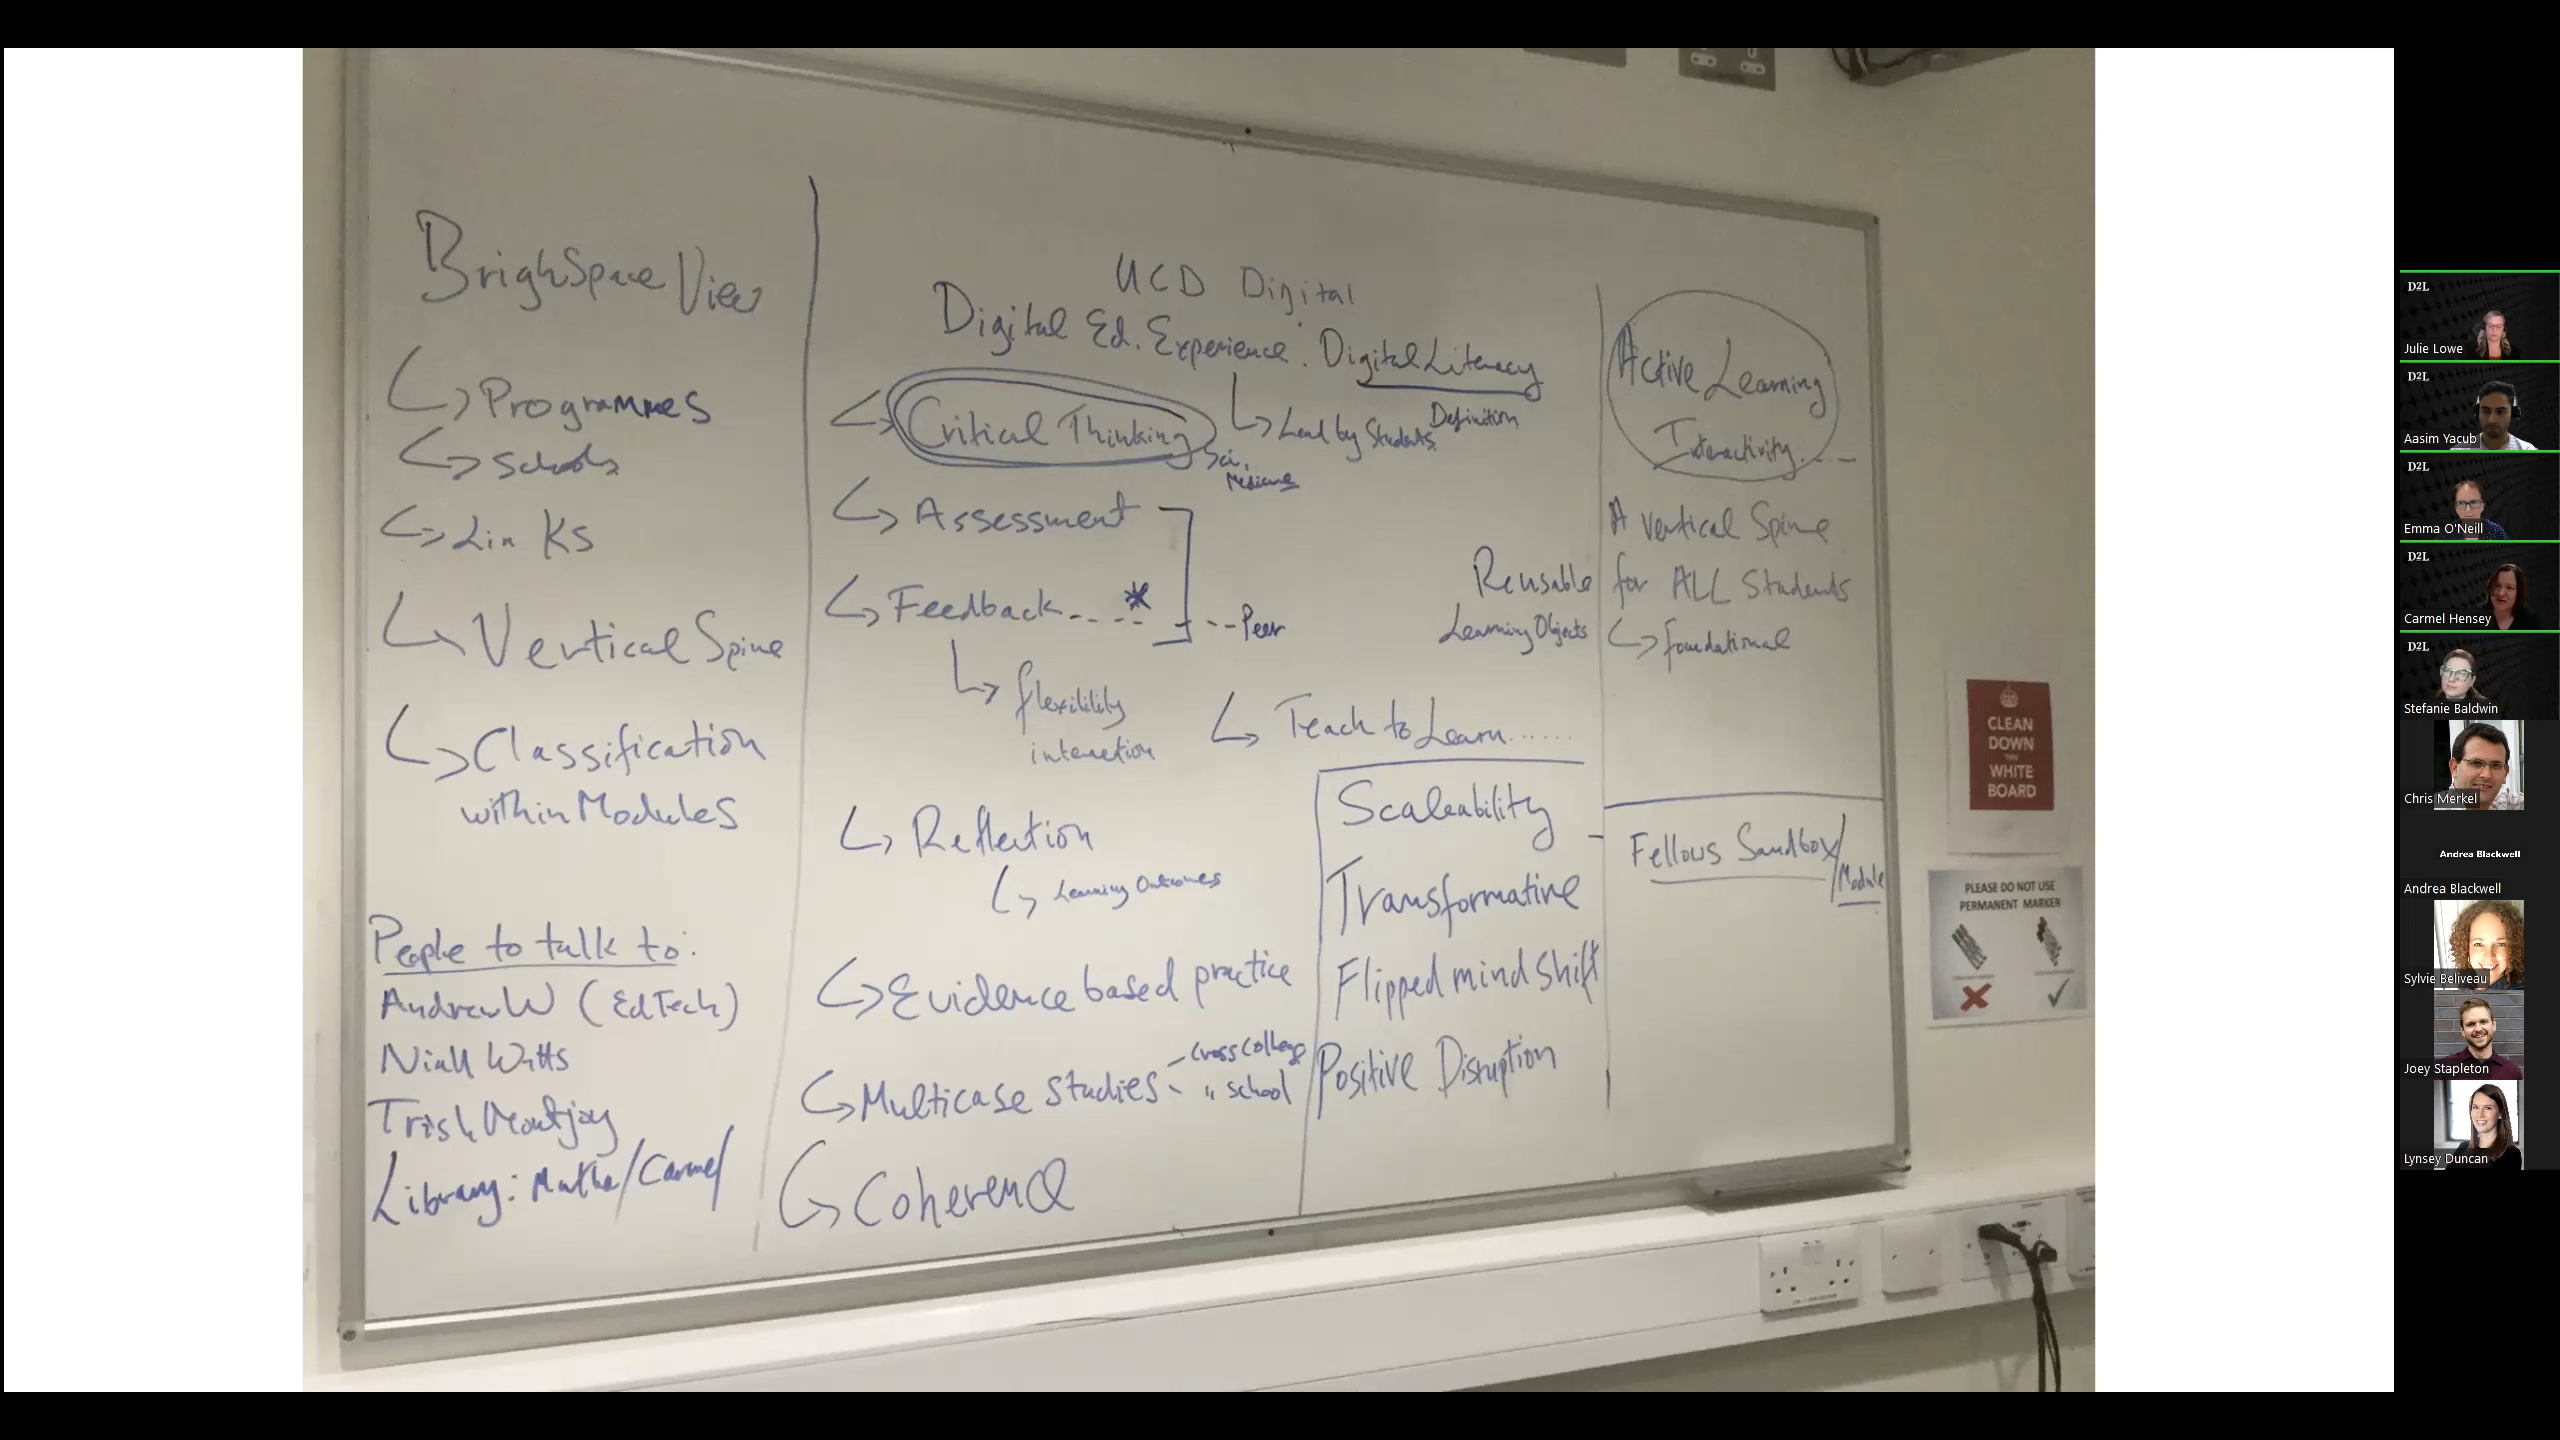 BrighSpace View
Programmes
Schools
Links
Vertical Spine
Classification
within Modules
People to talk to:
Andrew W (EdTech)
Niall Watts
Trish Mountjoy
Library: / Carmel
UCD Digital
Digital Ed. Experience. Digital Literacy
Definition
Lead by Students
Critical Thinking
Sci,
Medicine
Assessment
Feedback---- * ---Peer
flexibility
interaction
Reusable
Learning Objects
Teach to Learn......
Reflection
Learning Outcomes
Evidence based practice
Multicase studies
Cross College
" school
Coherence
Scaleability
Transformative
Flipped mind shift
Positive Disruption
Active Learning
Interactivity....
A vertical Spine
for ALL Students
foundational
Fellows Sandbox/
Module
CLEAN
DOWN
THIS
WHITE
BOARD
PLEASE DO NOT USE
PERMANENT MARKER
D2L
Julie Lowe
D2L
Aasim Yacub
D2L
Emma O'Neill
D2L
Carmel Hensey
D2L
Stefanie Baldwin
Chris Merkel
Andrea Blackwell
Andrea Blackwell
Sylvie Beliveau
Joey Stapleton
Lynsey Duncan